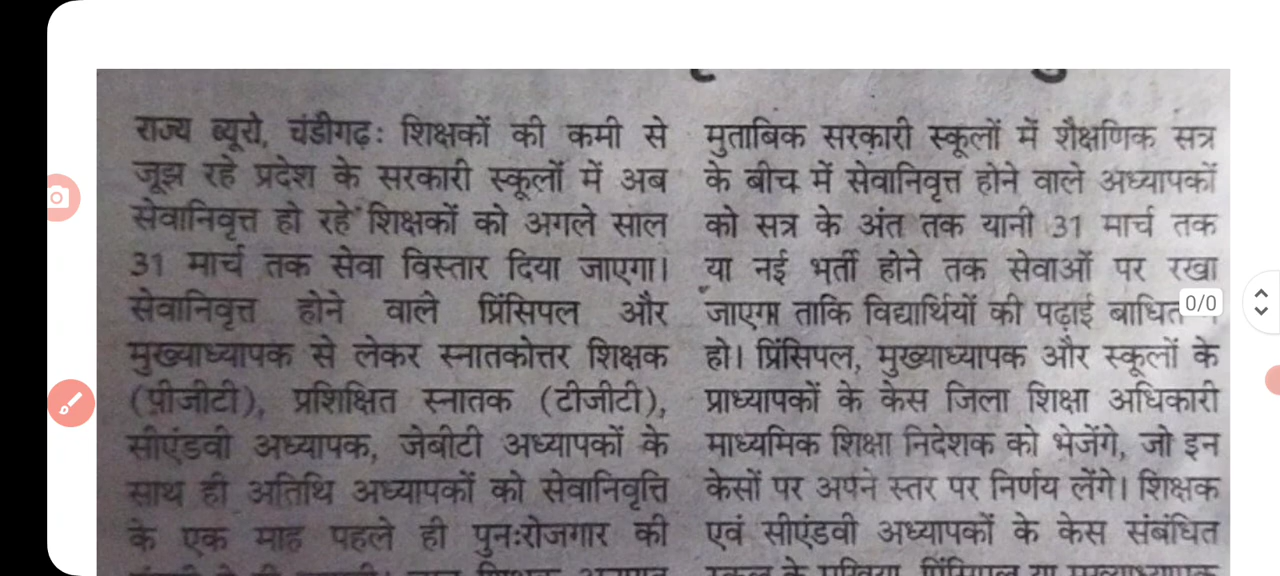 राज्य ब्यूरो, चंडीगढ़ः शिक्षकों की कमी से
जूझ रहे प्रदेश के सरकारी स्कूलों में अब
सेवानिवृत्त हो रहे शिक्षकों को अगले साल
31 मार्च तक सेवा विस्तार दिया जाएगा।
सेवानिवृत्त होने वाले प्रिंसिपल और
मुख्याध्यापक से लेकर स्नातकोत्तर शिक्षक
(पीजीटी), प्रशिक्षित स्नातक (टीजीटी),
सीएंडवी अध्यापक, जेबीटी अध्यापकों के
साथ ही अतिथि अध्यापकों को सेवानिवृत्ति
के एक माह पहले ही पुनःरोजगार की
मुताबिक सरकारी स्कूलों में शैक्षणिक सत्र
के बीच में सेवानिवृत्त होने वाले अध्यापकों
को सत्र के अंत तक यानी 31 मार्च तक
या नई भर्ती होने तक सेवाओं पर रखा
जाएगा ताकि विद्यार्थियों की पढ़ाई बाधित
हो। प्रिंसिपल, मुख्याध्यापक और स्कूलों के
प्राध्यापकों के केस जिला शिक्षा अधिकारी
माध्यमिक शिक्षा निदेशक को भेजेंगे, जो इन
केसों पर अपने स्तर पर निर्णय लेंगे। शिक्षक
एवं सीएंडवी अध्यापकों के केस संबंधित
0/0